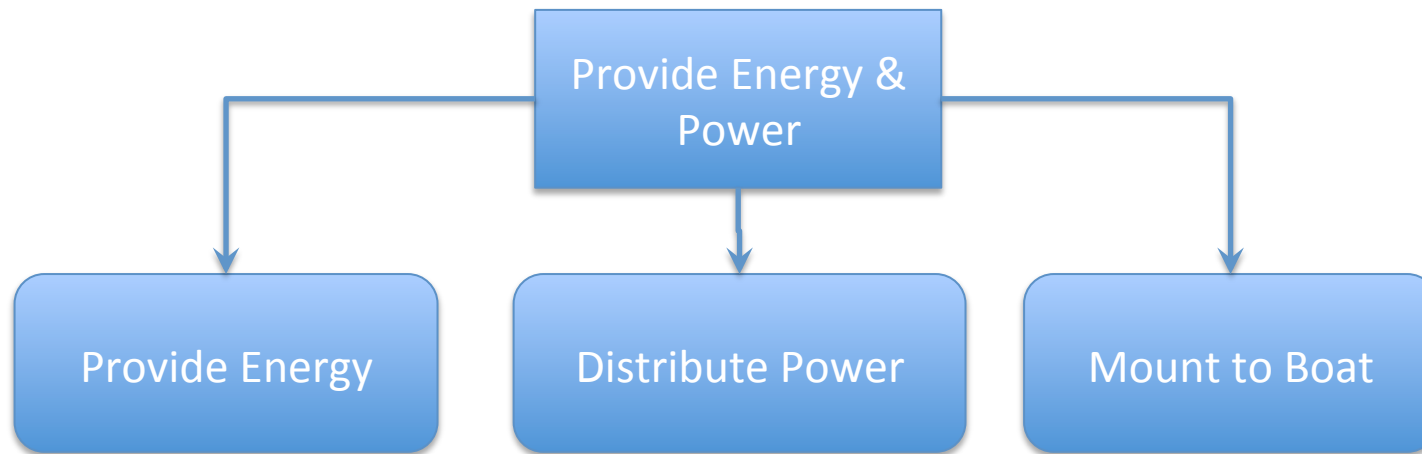 Provide Energy &
Power
Provide Energy
Distribute Power
Mount to Boat